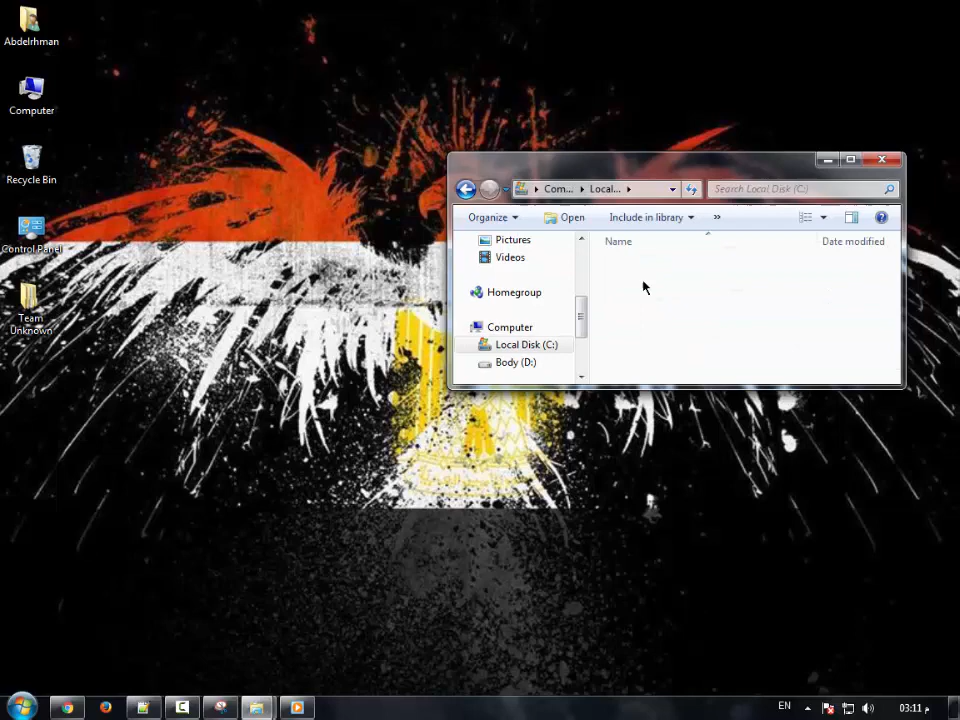 Abdelrhman
Computer
Recycle Bin
Control Panel
Team
Unknown
Com...
Local...
Search Local Disk (C:)
Organize
Open
Include in library
»
Pictures
Videos
Homegroup
Computer
Local Disk (C:)
Body (D:)
Name
Date modified
EN
03:11 م